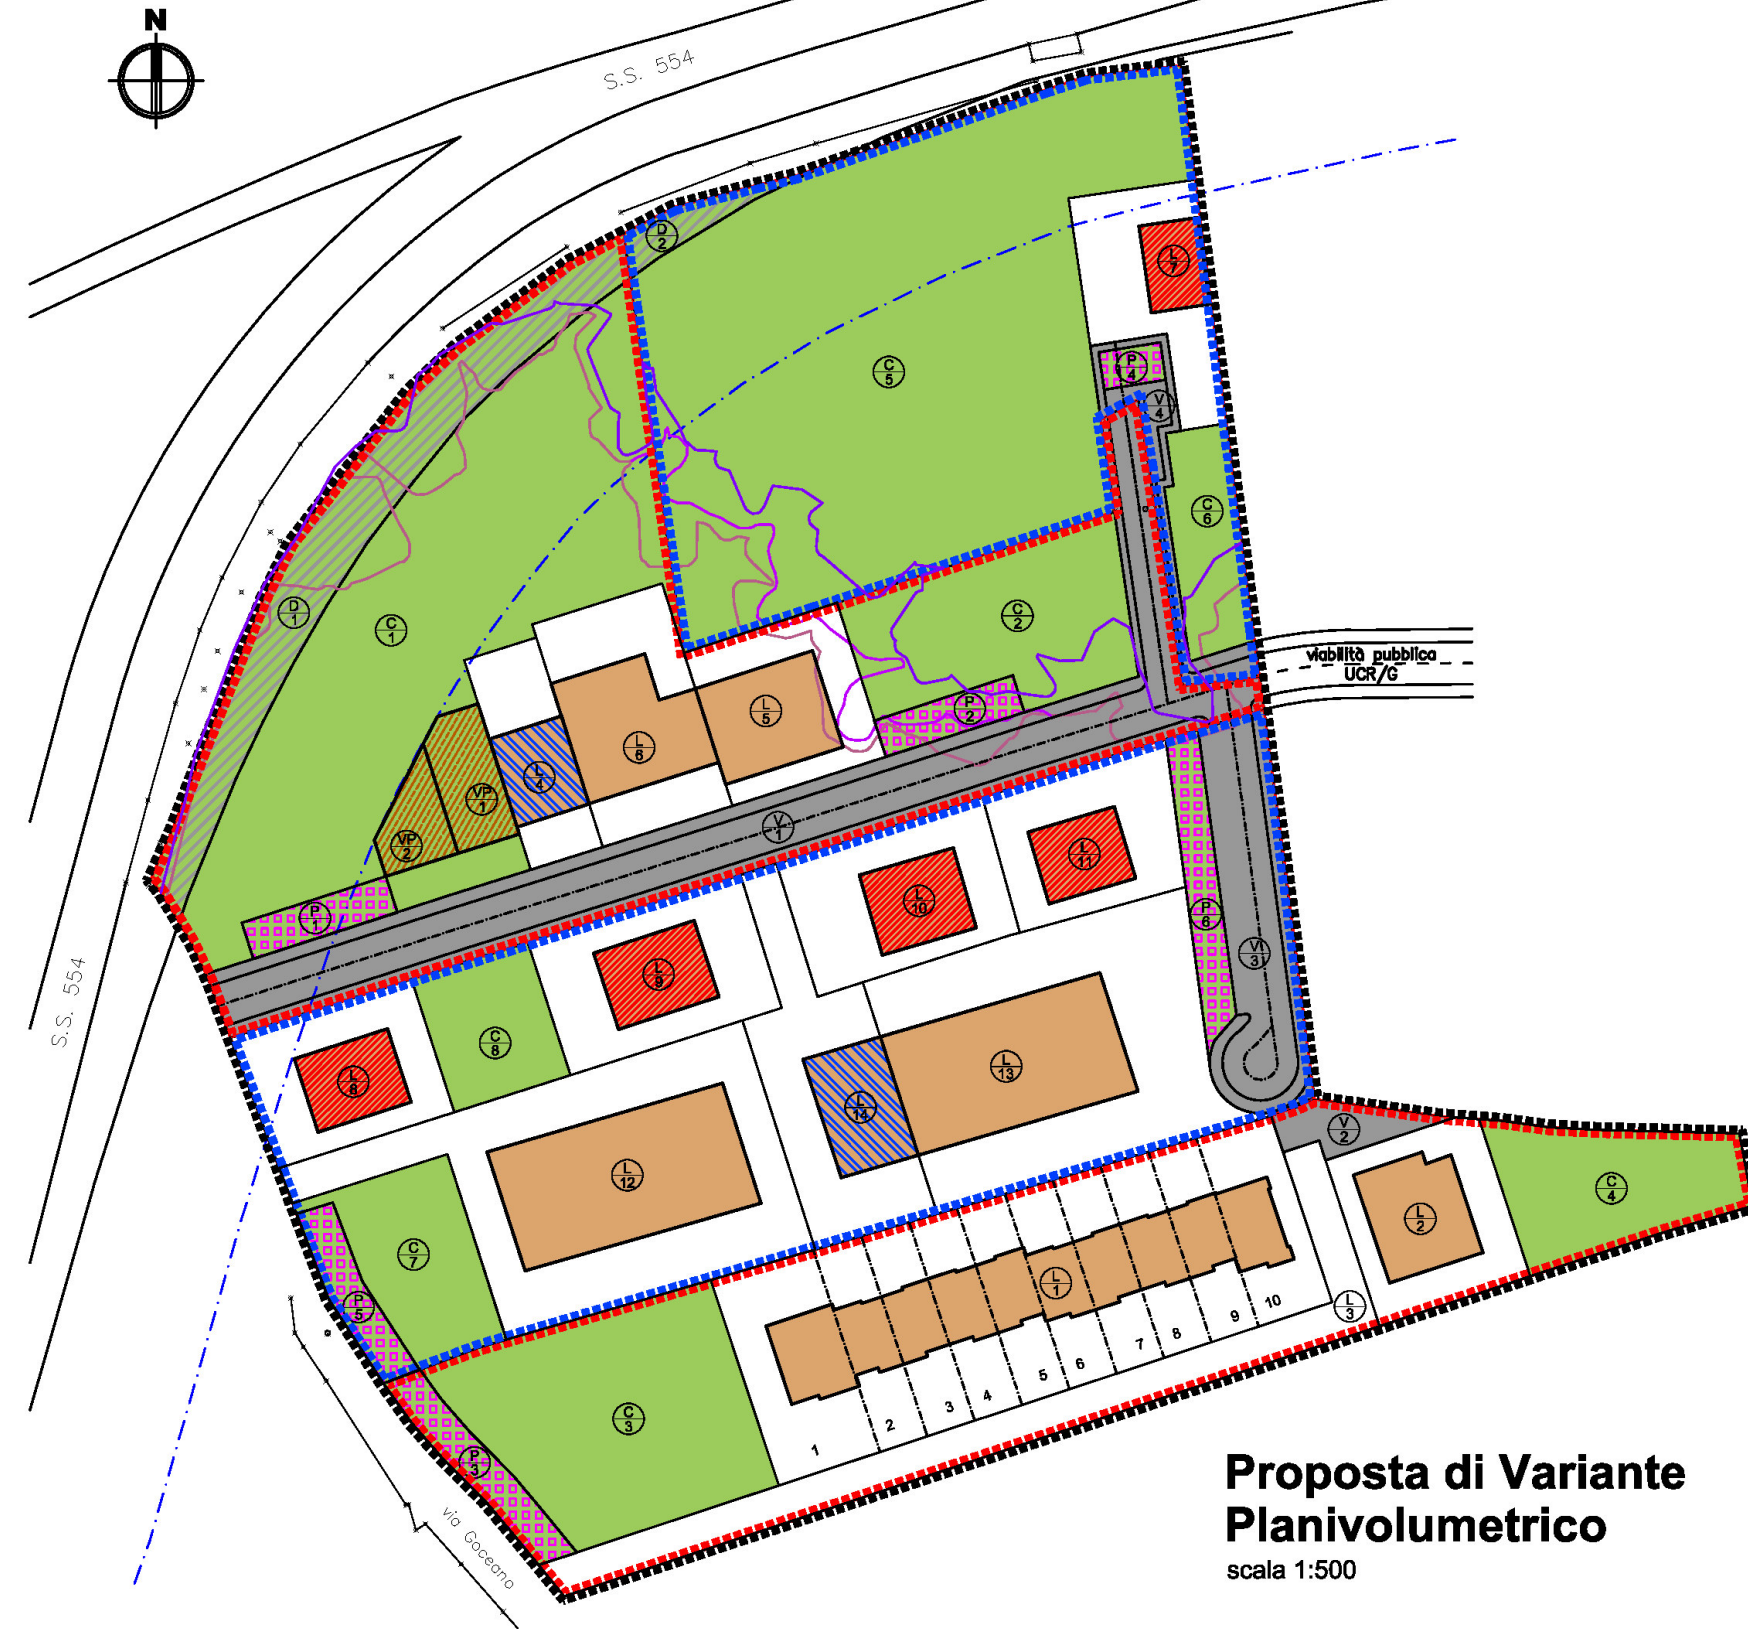 N
S.S. 554
D
2
L
7
P
4
C
5
V
4
C
6
D
1
C
1
C
2
viabilità pubblica
UCR/G
P
2
L
5
L
6
L
4
VP
1
VP
2
V
1
L
11
L
10
P
1
P
6
L
9
V
3
S.S. 554
C
8
L
8
L
13
L
14
V
2
L
12
C
4
L
2
C
7
L
1
P
5
L
3
10
9
8
7
6
5
4
3
2
1
C
3
P
3
via Goceano
Proposta di Variante
Planivolumetrico
scala 1:500